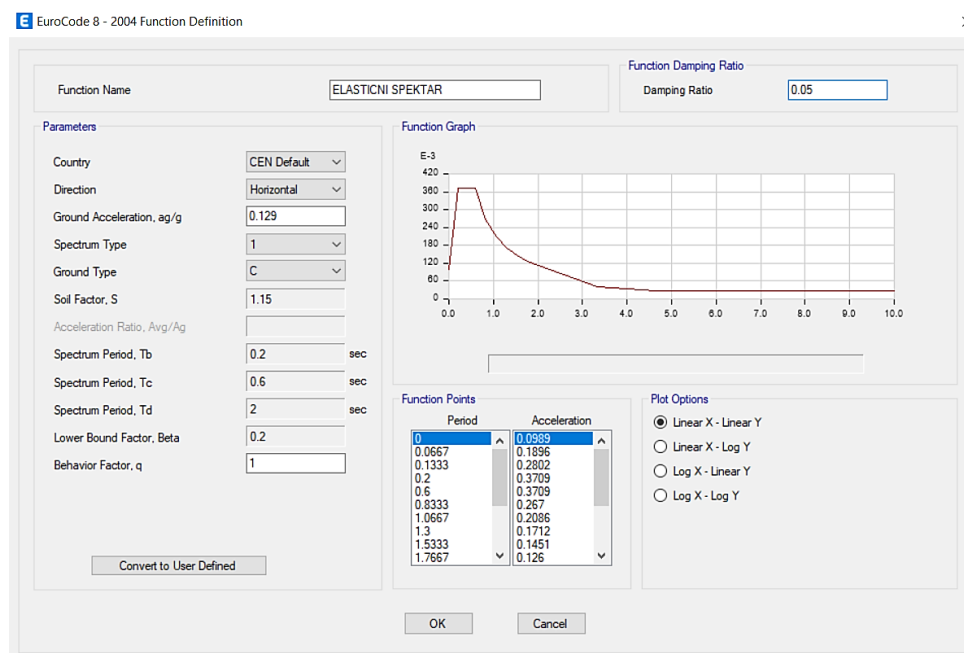 E EuroCode 8 - 2004 Function Definition
Function Name ELASTICNI SPEKTAR
Function Damping Ratio
Damping Ratio 0.05
Parameters
Country CEN Default
Direction Horizontal
Ground Acceleration, ag/g 0.129
Spectrum Type 1
Ground Type C
Soil Factor, S 1.15
Acceleration Ratio, Avg/Ag
Spectrum Period, Tb 0.2 sec
Spectrum Period, Tc 0.6 sec
Spectrum Period, Td 2 sec
Lower Bound Factor, Beta 0.2
Behavior Factor, q 1
Convert to User Defined
Function Graph
E-3
420
360
300
240
180
120
60
0
0.0 1.0 2.0 3.0 4.0 5.0 6.0 7.0 8.0 9.0 10.0
Function Points
Period Acceleration
0 0.0989
0.0667 0.1896
0.1333 0.2802
0.2 0.3709
0.6 0.3709
0.8333 0.267
1.0667 0.2086
1.3 0.1712
1.5333 0.1451
1.7667 0.126
Plot Options
Linear X - Linear Y
Linear X - Log Y
Log X - Linear Y
Log X - Log Y
OK Cancel